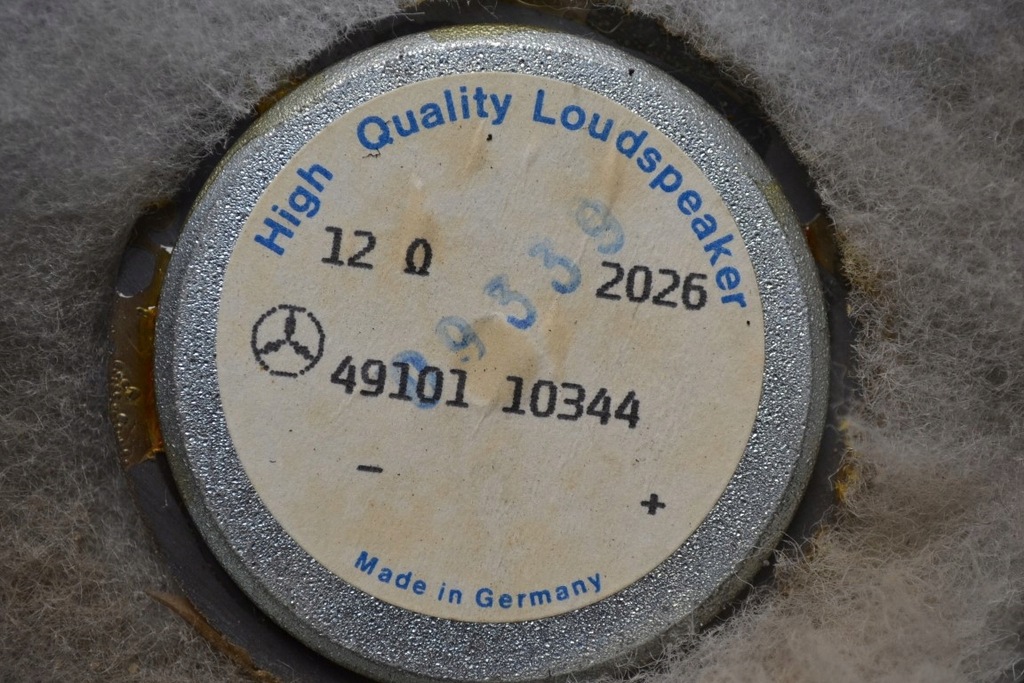 High Quality Loudspeaker
12 Ω 2026
49101 10344
- +
Made in Germany